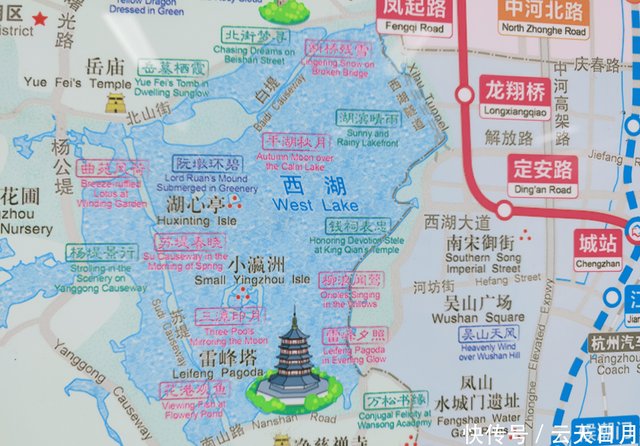 Yellow Dragon
Dressed in Green
区
District
曙光路
凤起路
Fengqi Road
中河北路
North Zhonghe Road
北街梦寻
Chasing Dreams on
Beishan Street
断桥残雪
Lingering Snow on
Broken Bridge
岳庙
Yue Fei's Temple
岳墓栖霞
Yue Fei's Tomb in
Dwelling Sunglow
北山街
白堤
Baidi Causeway
西湖隧道
Xihu Tunnel
龙翔桥
Longxiangqiao
庆春路
中河高架路
解放路
Jiefang
湖滨晴雨
Sunny and
Rainy Lakefront
平湖秋月
Autumn Moon over
the Calm Lake
杨公堤
曲苑风荷
Breeze-ruffled
Lotus at
Winding Garden
阮墩环碧
Lord Ruan's Mound
Submerged in Greenery
西湖
West Lake
定安路
Ding'an Road
花圃
Nursery
湖心亭
Huxinting Isle
钱祠表忠
Honoring Devotion Stele
at King Qian's Temple
西湖大道
南宋御街
Southern Song
Imperial Street
城站
Chengzhan
Hefang Street
杨堤景行
Strolling in the
Scenery on
Yanggong Causeway
苏堤春晓
Su Causeway in the
Morning of Spring
小瀛洲
Small Yingzhou Isle
柳浪闻莺
Orioles Singing
in the Willows
河坊街
吴山广场
Wushan Square
吴山天风
Heavenly Wind
over Wushan Hill
三潭印月
Three Pools
Mirroring the Moon
苏堤
Sudi Causeway
雷峰塔
Leifeng Pagoda
雷峰夕照
Leifeng Pagoda
in Evening Glow
杭州汽车
Coach S
Zhonghe Elevated Expwy
Yanggong Causeway
花港观鱼
Viewing Fish at
Flowery Pond
南山路
Nanshan Road
万松书缘
Conjugal Felicity at
Wansong Academy
凤山
水城门遗址
Fengshan Water
净慈禅寺
快传号/云天自闲